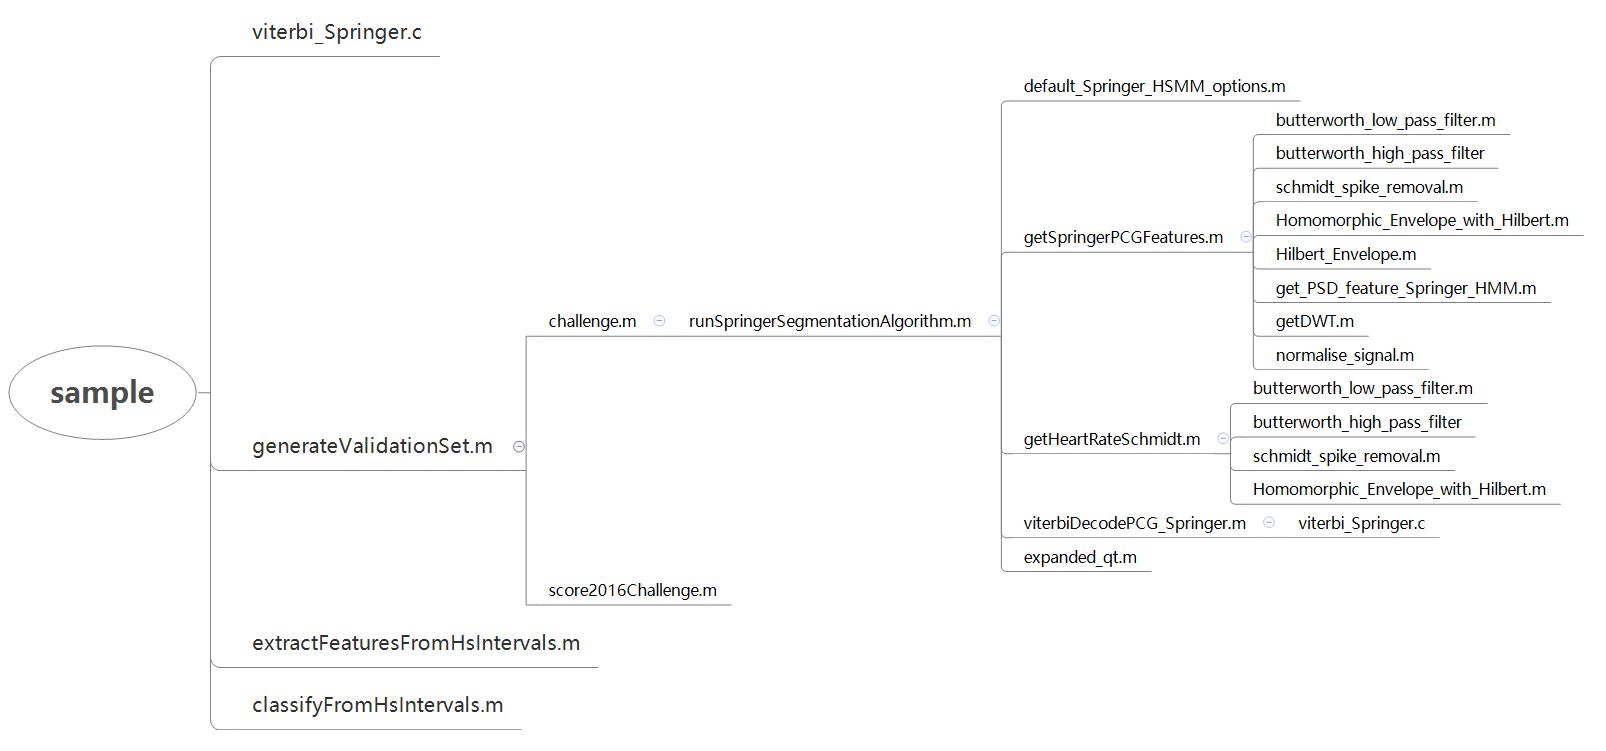 viterbi_Springer.c
default_Springer_HSMM_options.m
butterworth_low_pass_filter.m
butterworth_high_pass_filter
schmidt_spike_removal.m
Homomorphic_Envelope_with_Hilbert.m
getSpringerPCGFeatures.m
Hilbert_Envelope.m
get_PSD_feature_Springer_HMM.m
challenge.m
runSpringerSegmentationAlgorithm.m
getDWT.m
normalise_signal.m
sample
butterworth_low_pass_filter.m
butterworth_high_pass_filter
generateValidationSet.m
getHeartRateSchmidt.m
schmidt_spike_removal.m
Homomorphic_Envelope_with_Hilbert.m
viterbiDecodePCG_Springer.m
viterbi_Springer.c
expanded_qt.m
score2016Challenge.m
extractFeaturesFromHsIntervals.m
classifyFromHsIntervals.m